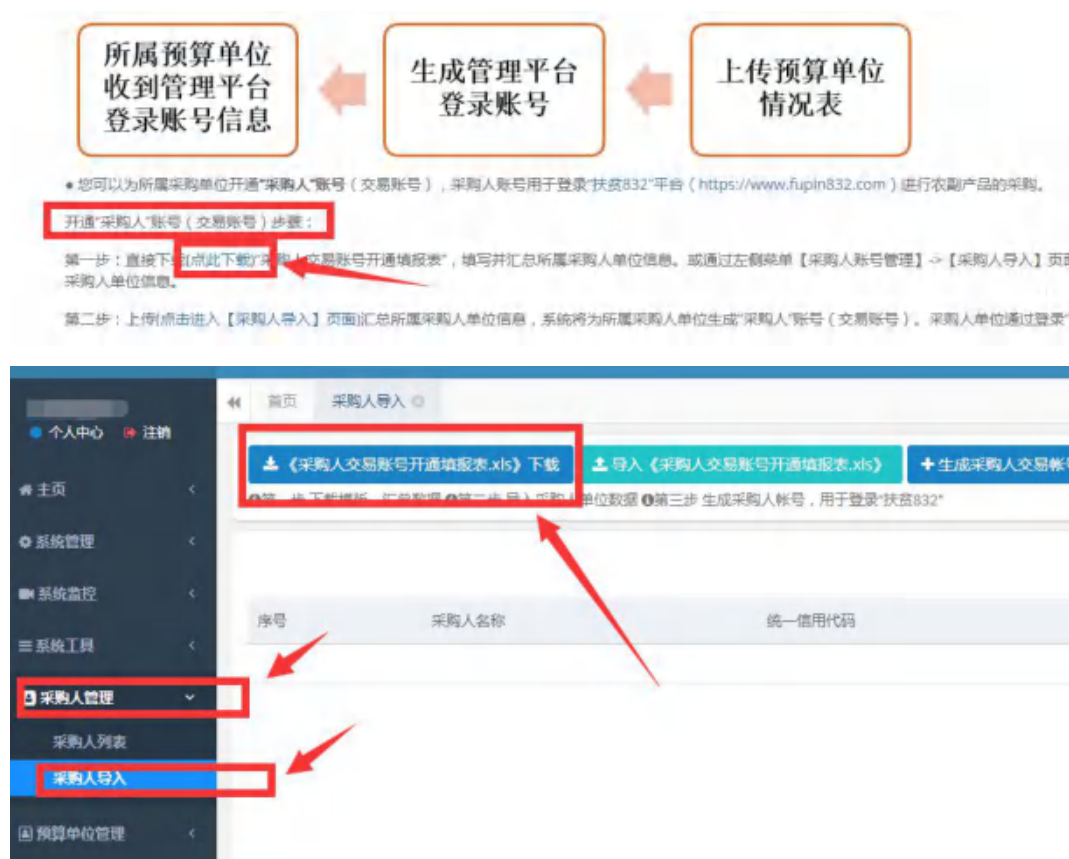 所属预算单位
收到管理平台
登录账号信息
生成管理平台
登录账号
上传预算单位
情况表
• 您可以为所属采购单位开通“采购人”账号（交易账号），采购人账号用于登录“扶贫832”平台（https://www.fupin832.com）进行农副产品的采购。
开通“采购人”账号（交易账号）步骤：
第一步：直接下载(点此下载)“采购人交易账号开通填报表”，填写并汇总所属采购人单位信息。或通过左侧菜单【采购人账号管理】->【采购人导入】页面
采购人单位信息。
第二步：上传(点击进入【采购人导入】页面)汇总所属采购人单位信息，系统将为所属采购人单位生成“采购人”账号（交易账号）。采购人单位通过登录“
首页 采购人导入
个人中心 注销
《采购人交易账号开通填报表.xls》下载 导入《采购人交易账号开通填报表.xls》 +生成采购人交易帐号
第一步 下载模版，汇总数据 第二步 导入采购人单位数据 第三步 生成采购人帐号，用于登录“扶贫832”
主页
系统管理
系统监控
序号 采购人名称 统一信用代码
系统工具
采购人管理
采购人列表
采购人导入
预算单位管理